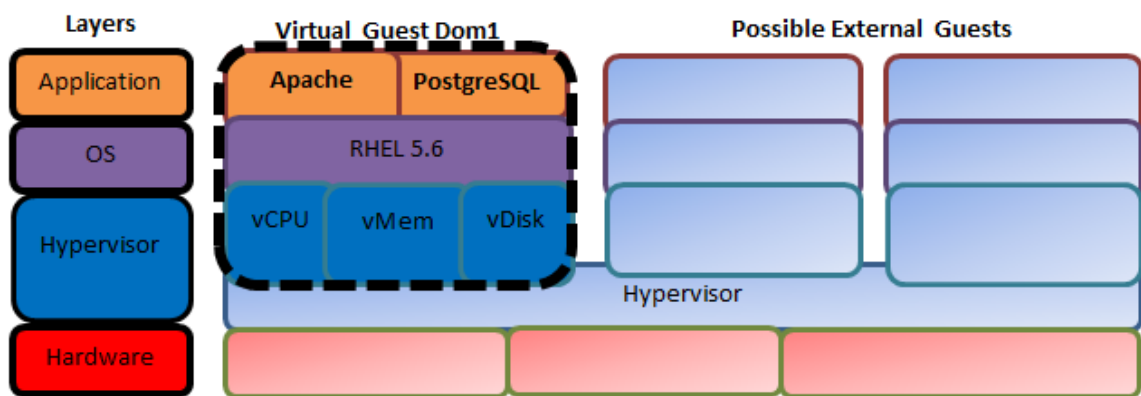 Layers
Virtual Guest Dom1
Possible External Guests
Application
Apache
PostgreSQL
OS
RHEL 5.6
Hypervisor
vCPU
vMem
vDisk
Hypervisor
Hardware